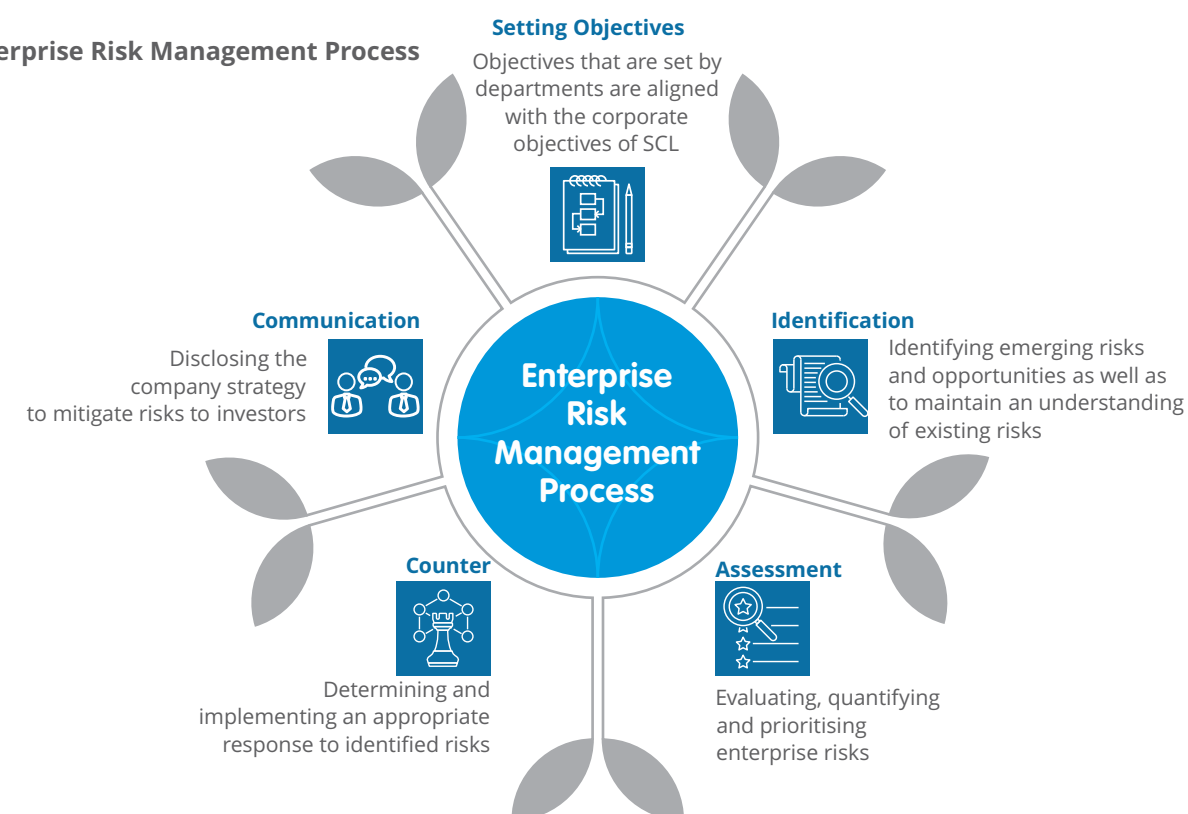 erprise Risk Management Process
Setting Objectives
Objectives that are set by
departments are aligned
with the corporate
objectives of SCL
Communication
Disclosing the
company strategy
to mitigate risks to investors
Identification
Identifying emerging risks
and opportunities as well as
to maintain an understanding
of existing risks
Enterprise
Risk
Management
Process
Counter
Determining and
implementing an appropriate
response to identified risks
Assessment
Evaluating, quantifying
and prioritising
enterprise risks